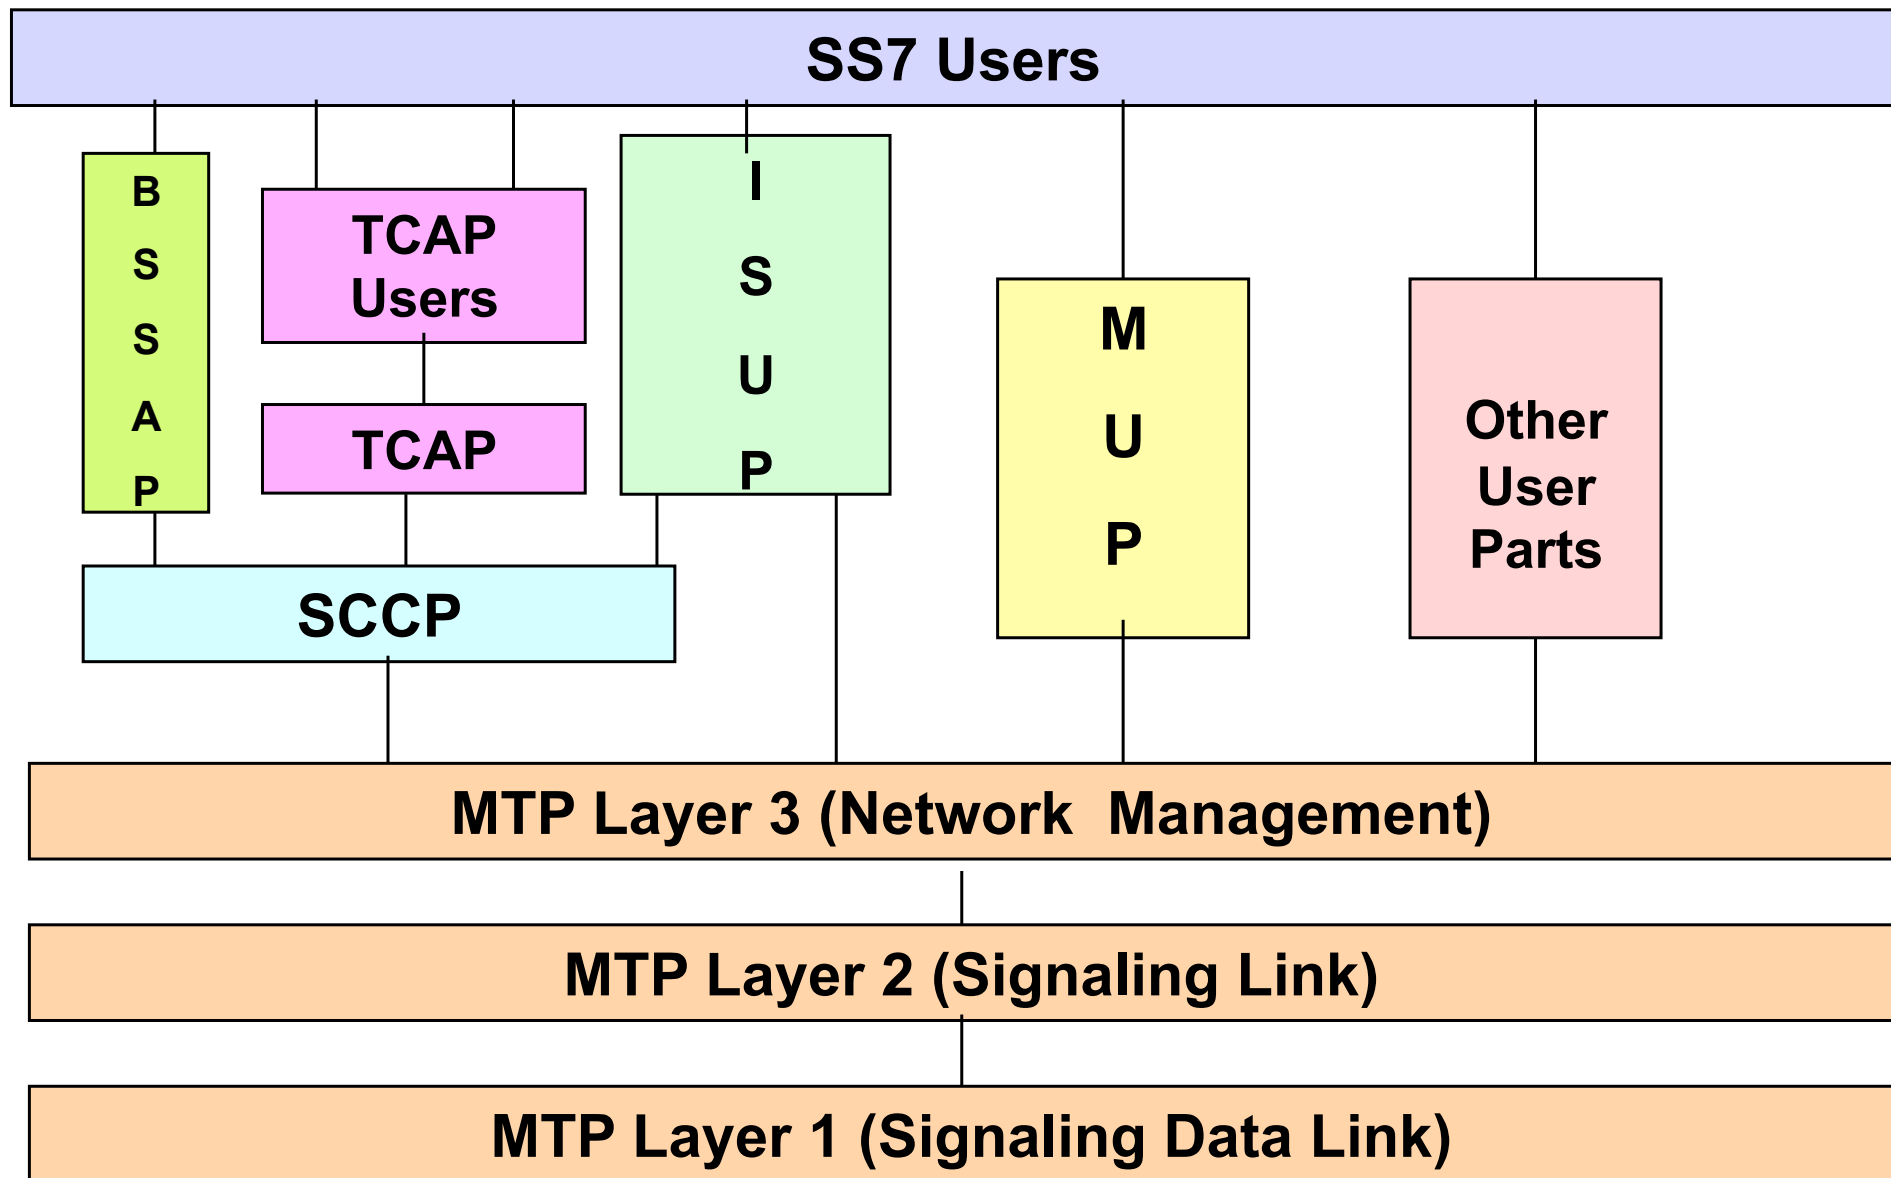 SS7 Users
B
S
S
A
P
TCAP
Users
TCAP
I
S
U
P
M
U
P
Other
User
Parts
SCCP
MTP Layer 3 (Network  Management)
MTP Layer 2 (Signaling Link)
MTP Layer 1 (Signaling Data Link)